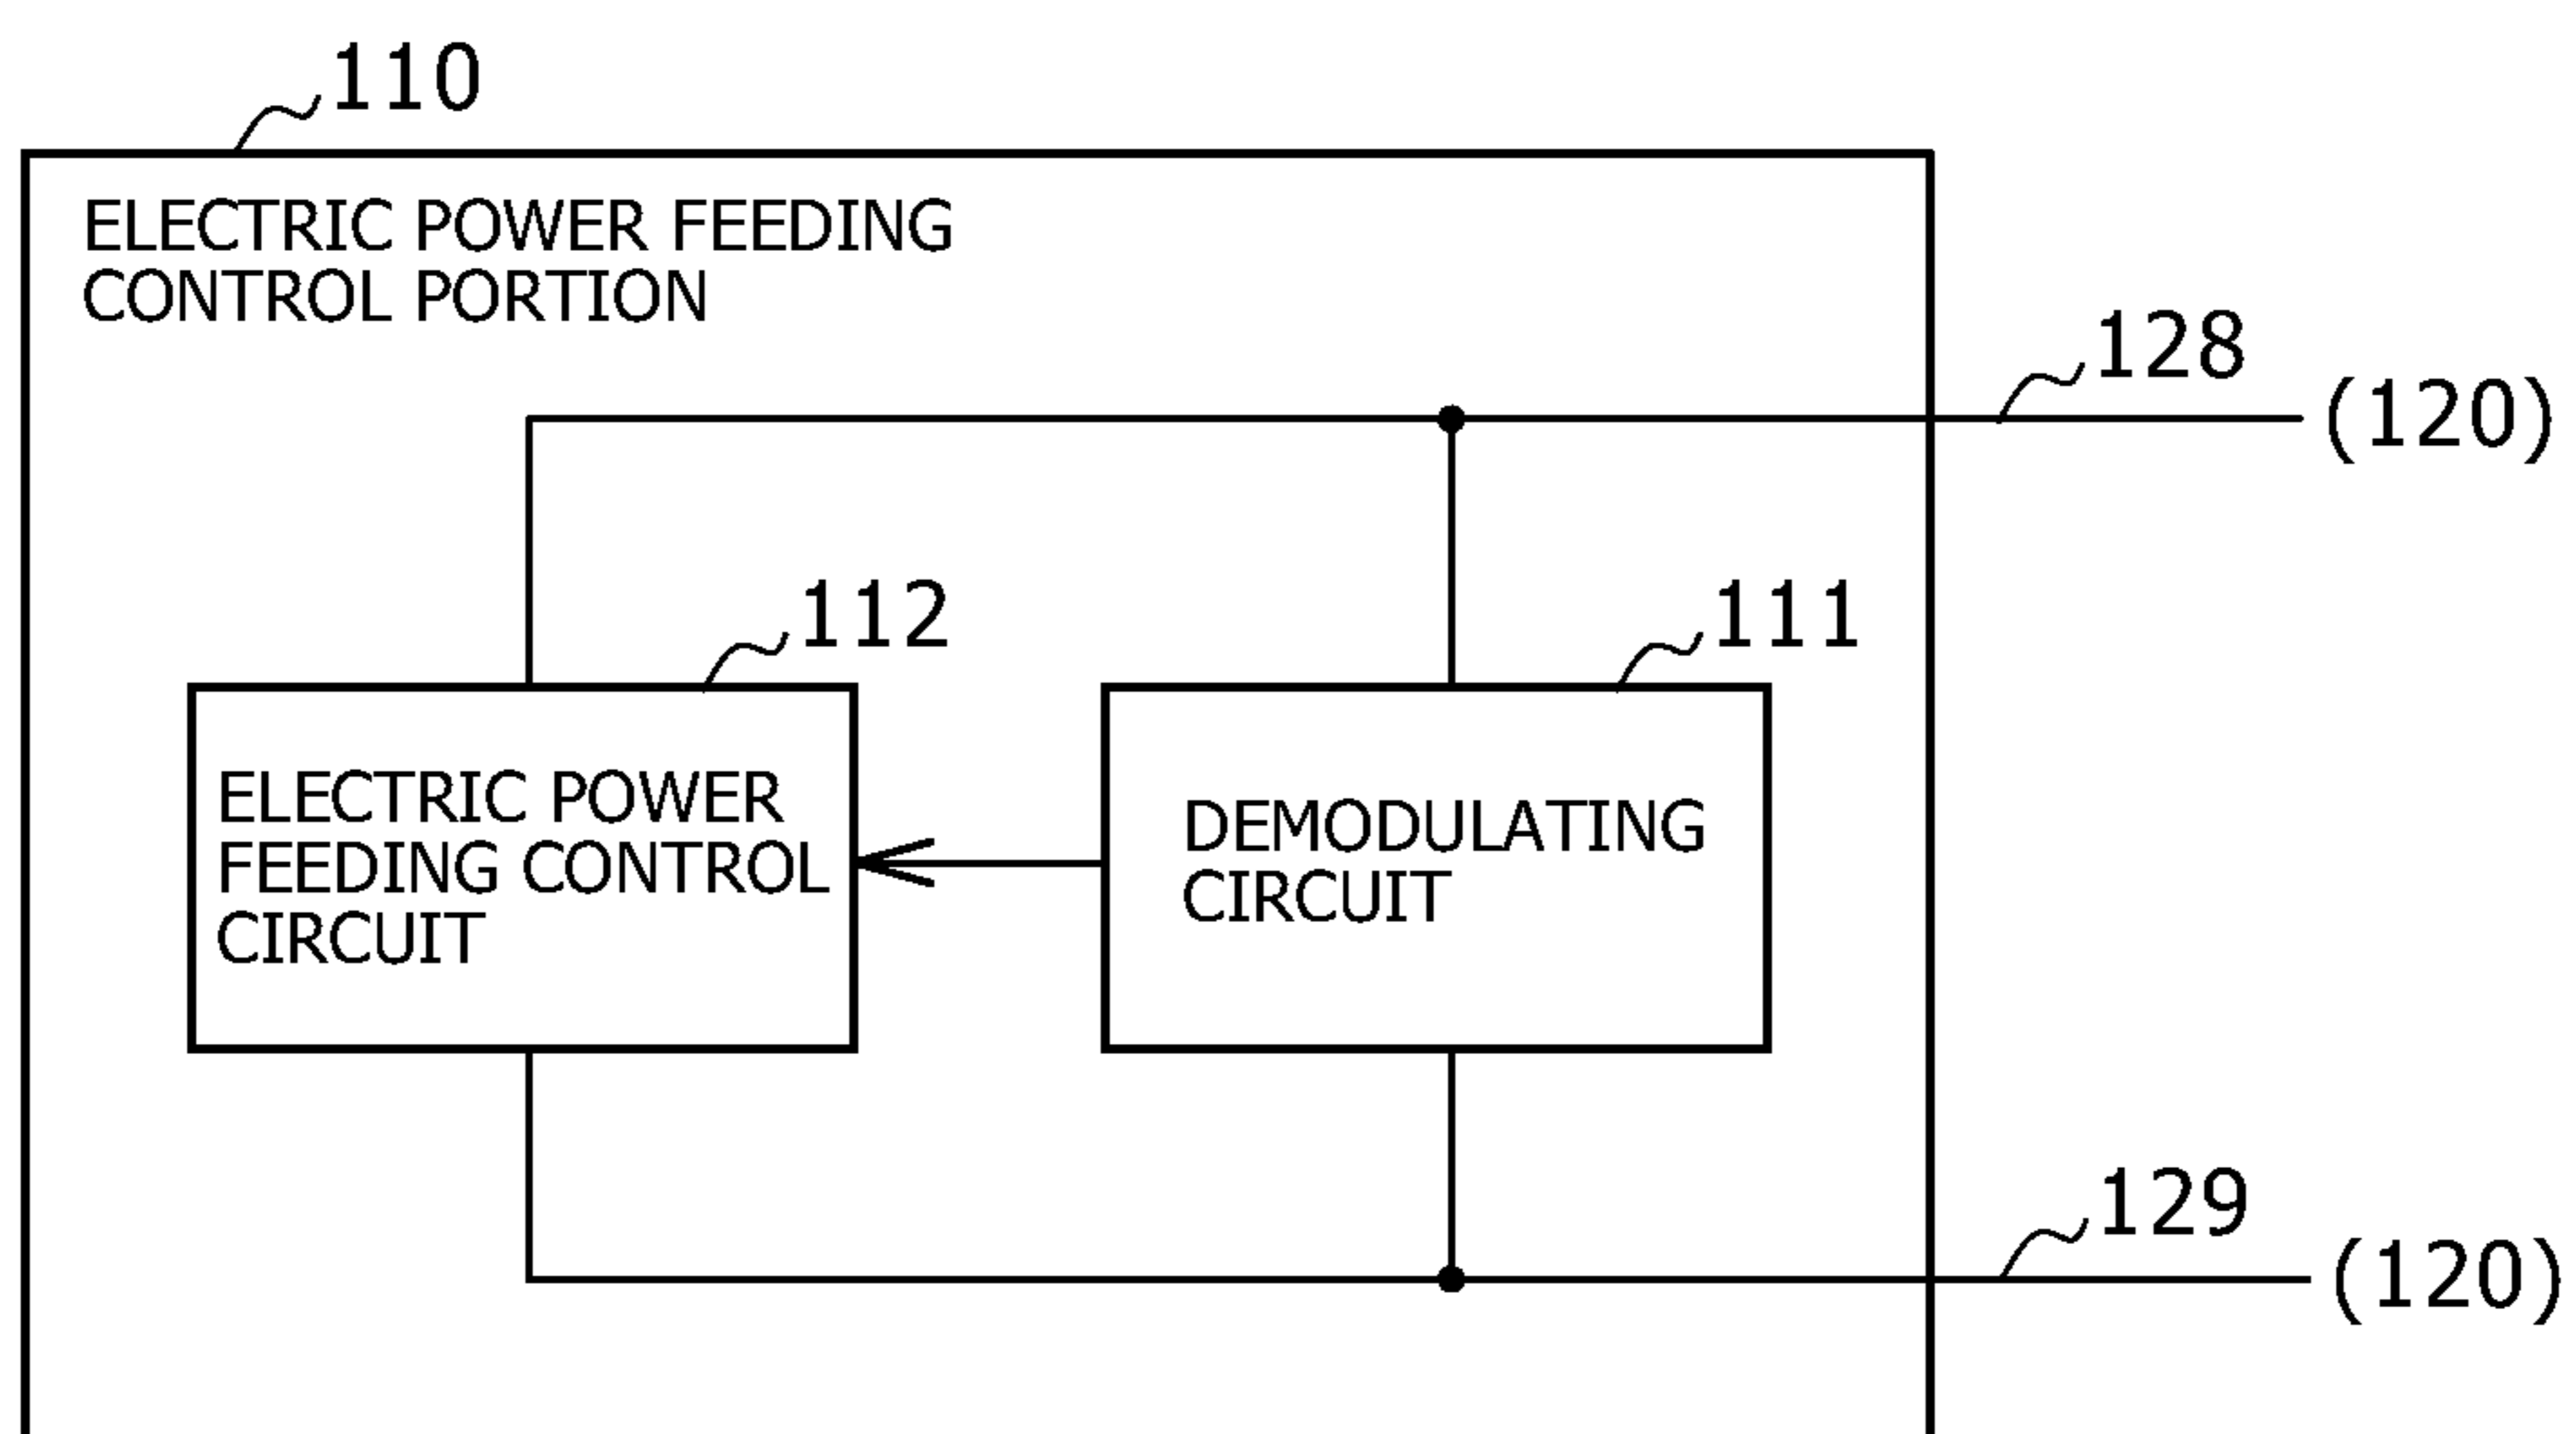 110
ELECTRIC POWER FEEDING
CONTROL PORTION
128
(120)
112
111
ELECTRIC POWER
FEEDING CONTROL
CIRCUIT
DEMODULATING
CIRCUIT
129
(120)